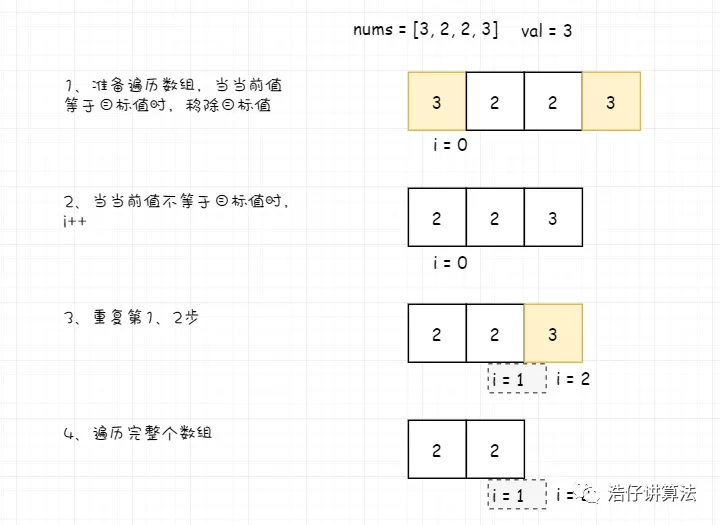 nums = [3, 2, 2, 3] val = 3
1、准备遍历数组，当当前值
等于目标值时，移除目标值
3 2 2 3
i = 0
2、当当前值不等于目标值时，
i++
2 2 3
i = 0
3、重复第1、2步
2 2 3
i = 1 i = 2
4、遍历完整个数组
2 2
i = 1 i =
浩仔讲算法